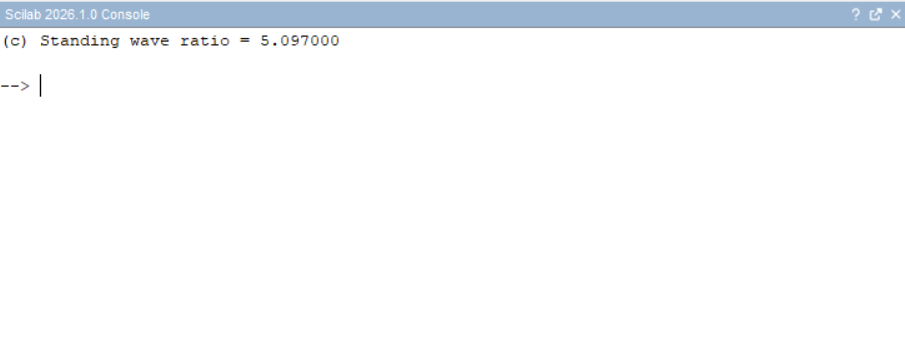 Scilab 2026.1.0 Console ?
(c) Standing wave ratio = 5.097000
-->